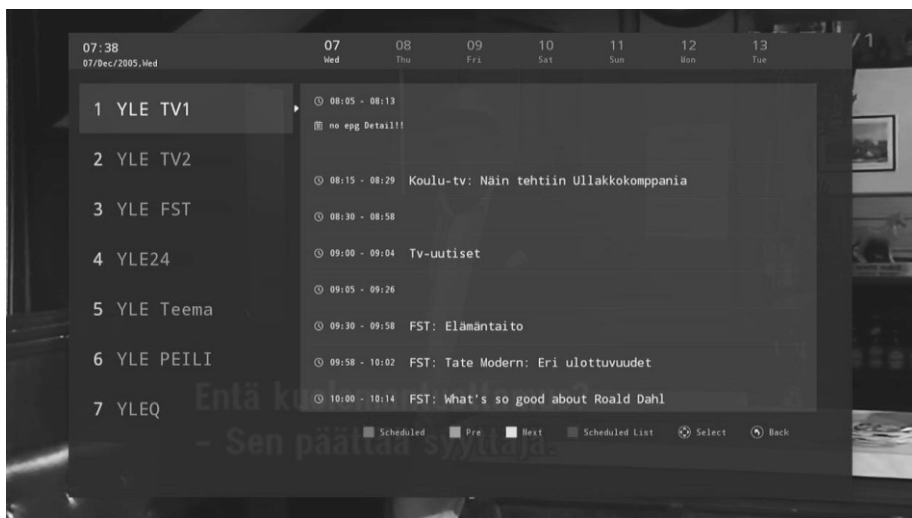 07:38
07/Dec/2005,Wed
07 08 09 10 11 12 13
Wed Thu Fri Sat Sun Mon Tue
/1
1 YLE TV1
2 YLE TV2
3 YLE FST
4 YLE24
5 YLE Teema
6 YLE PEILI
7 YLEQ
08:05 - 08:13
no epg Detail!!
08:15 - 08:29 Koulu-tv: Näin tehtiin Ullakkokomppania
08:30 - 08:58
09:00 - 09:04 Tv-uutiset
09:05 - 09:26
09:30 - 09:58 FST: Elämäntaito
09:58 - 10:02 FST: Tate Modern: Eri ulottuvuudet
10:00 - 10:14 FST: What's so good about Roald Dahl
Scheduled Pre Next Scheduled List Select Back
Entä
- Sen päättää syyttäjä.